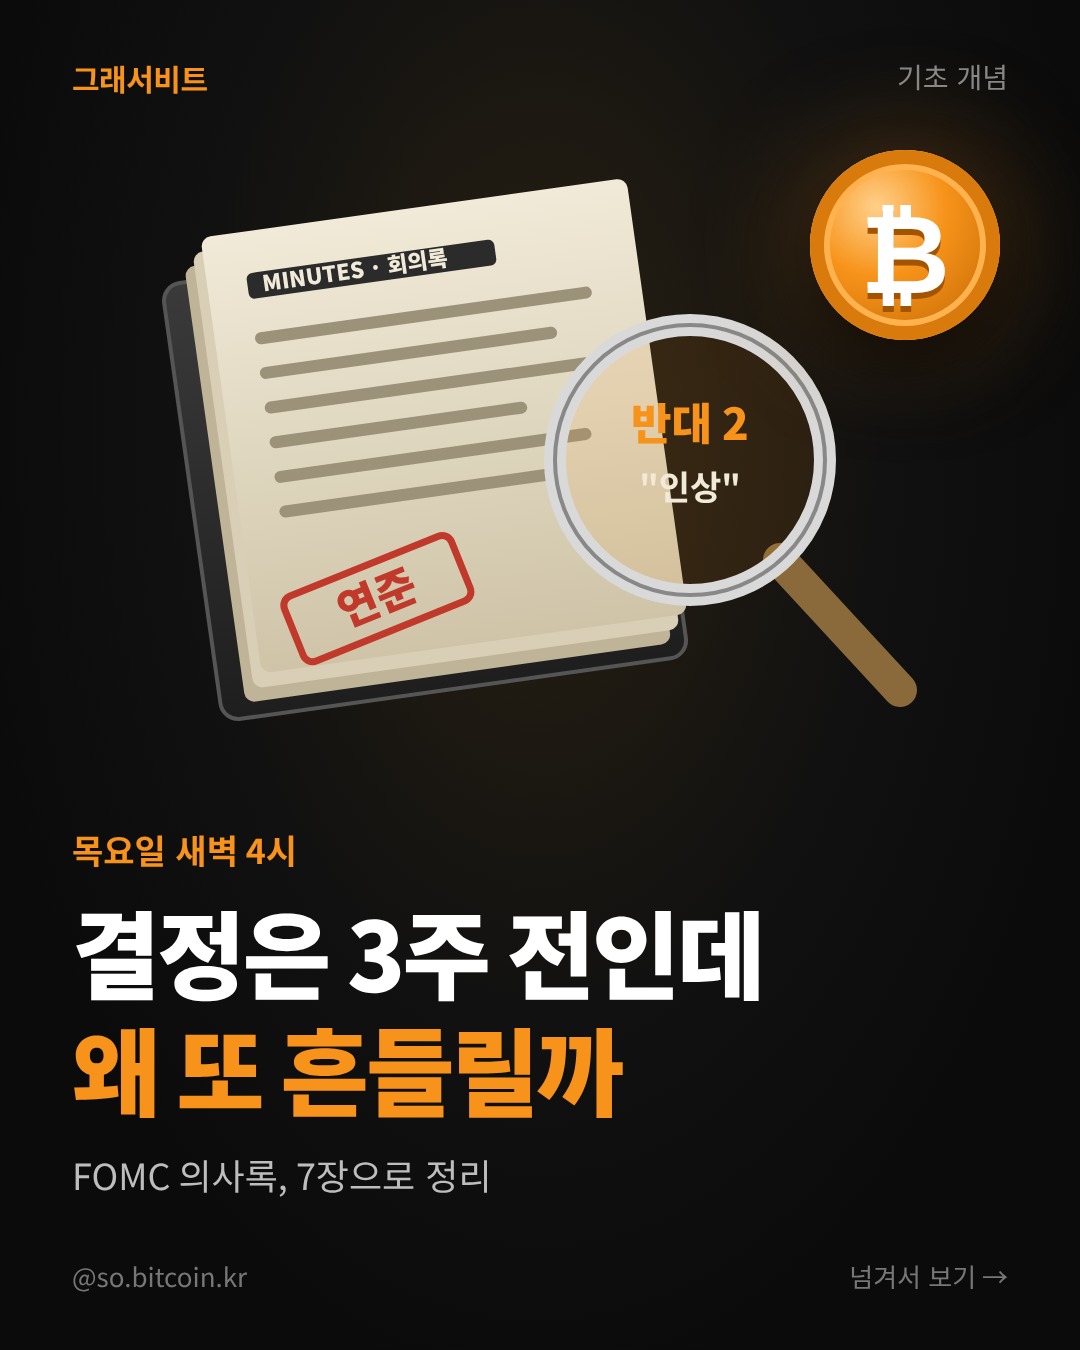 그래서비트
기초 개념
MINUTES · 회의록
반대 2
"인상"
연준
목요일 새벽 4시
결정은 3주 전인데
왜 또 흔들릴까
FOMC 의사록, 7장으로 정리
@so.bitcoin.kr
넘겨서 보기 →